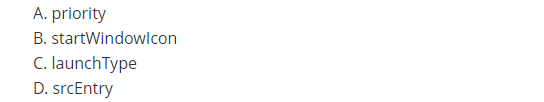 A. priority
B. startWindowIcon
C. launchType
D. srcEntry